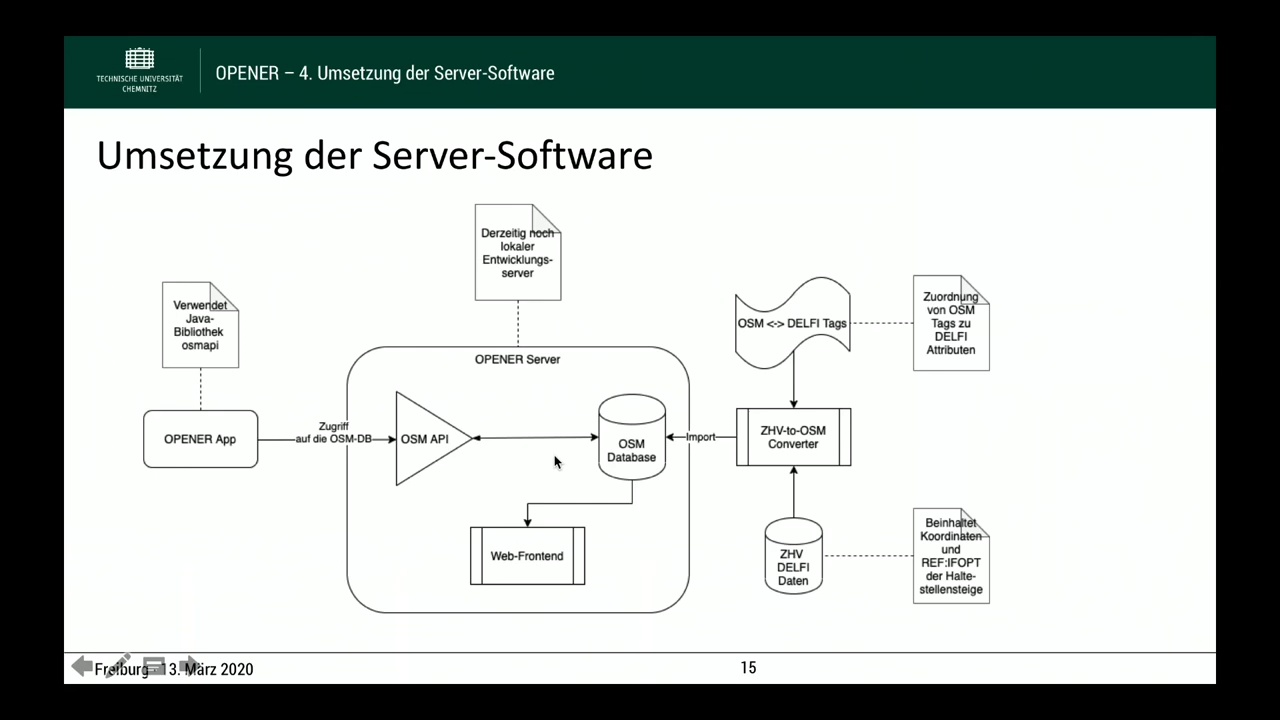 TECHNISCHE UNIVERSITÄT
CHEMNITZ
OPENER – 4. Umsetzung der Server-Software
Umsetzung der Server-Software
Derzeitig noch
lokaler
Entwicklungs-
server
Verwendet
Java-
Bibliothek
osmapi
OSM <-> DELFI Tags
Zuordnung
von OSM
Tags zu
DELFI
Attributen
OPENER Server
OPENER App
Zugriff
auf die OSM-DB
OSM API
OSM
Database
Import
ZHV-to-OSM
Converter
Web-Frontend
ZHV
DELFI
Daten
Beinhaltet
Koordinaten
und
REF:IFOPT
der Halte-
stellensteige
Freiburg - 13. März 2020
15